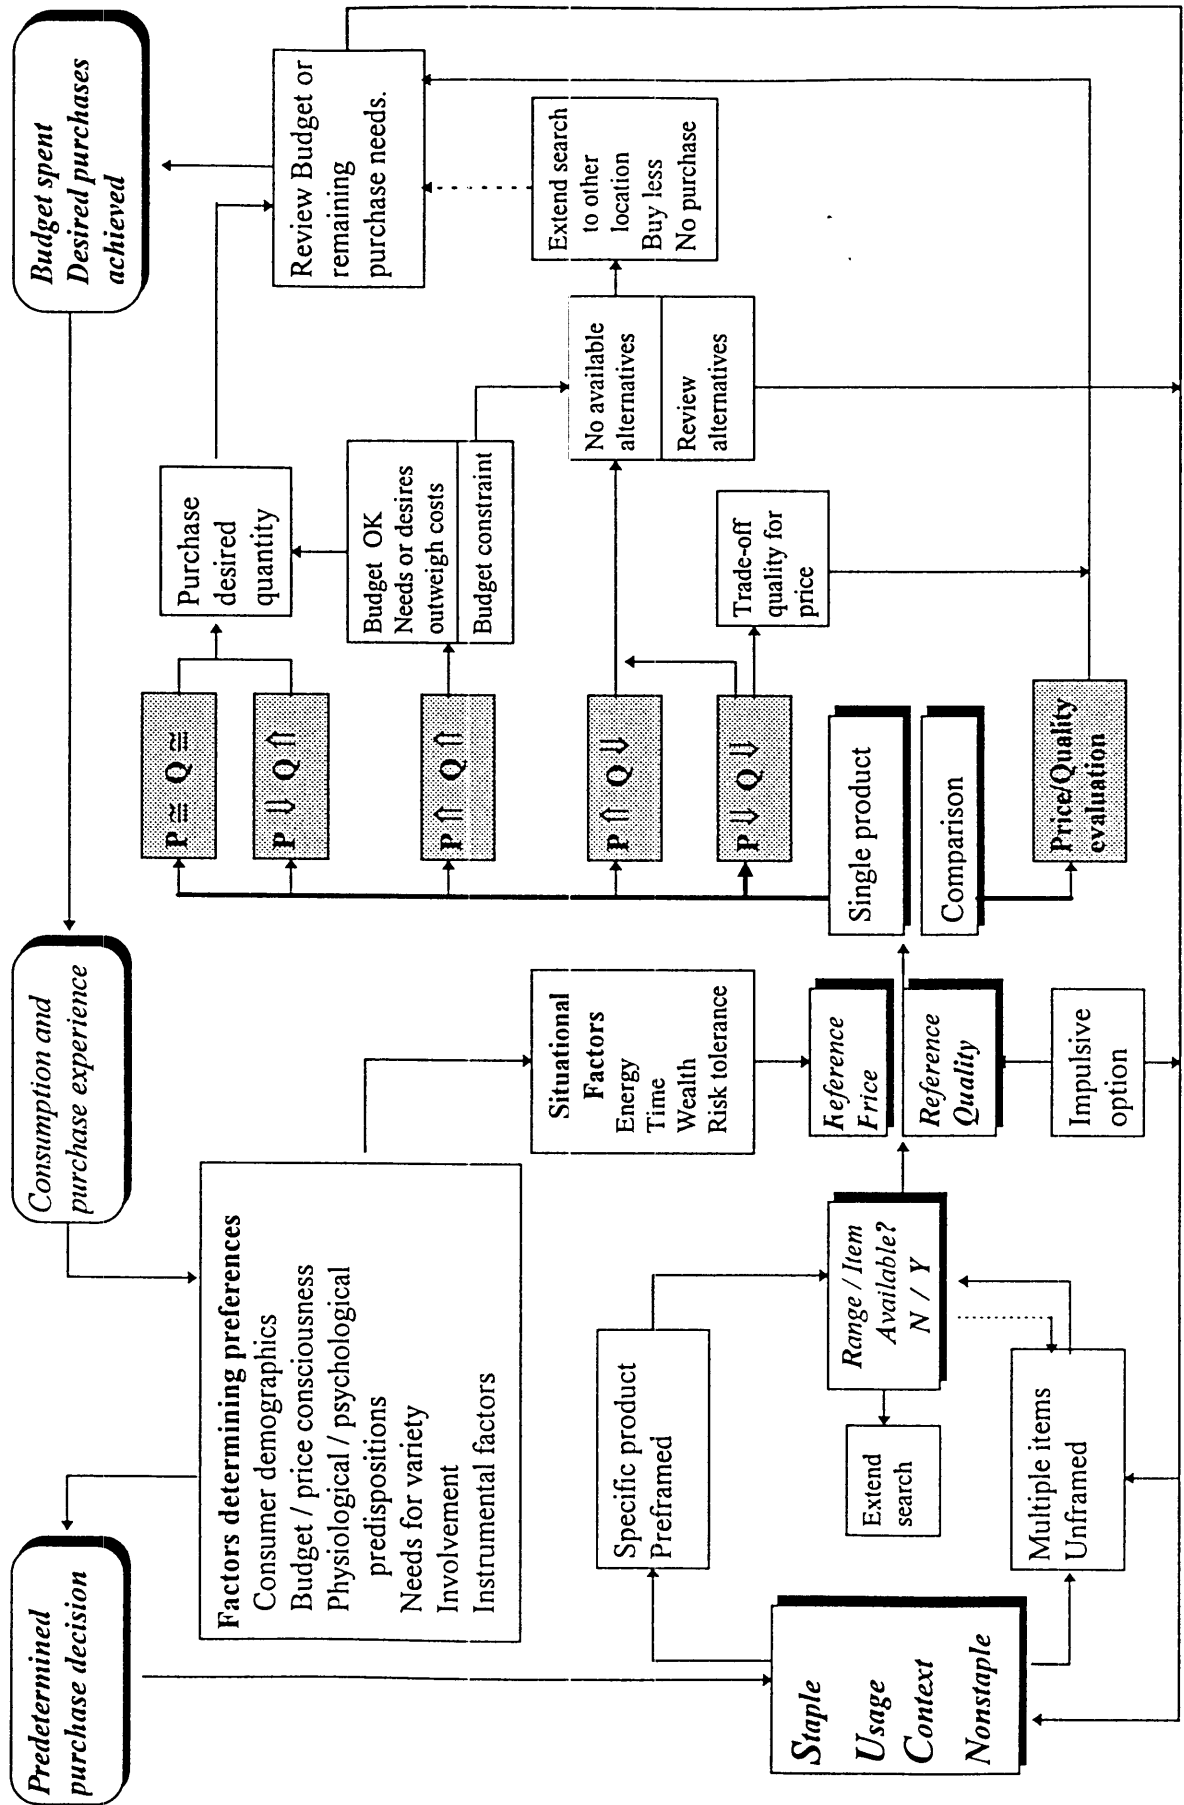 Predetermined
purchase decision
Consumption and
purchase experience
Budget spent
Desired purchases
achieved
Factors determining preferences
Consumer demographics
Budget / price consciousness
Physiological / psychological
predispositions
Needs for variety
Involvement
Instrumental factors
Staple
Usage
Context
Nonstaple
Specific product
Preframed
Extend
search
Multiple items
Unframed
Range / Item
Available?
N / Y
Situational
Factors
Energy
Time
Wealth
Risk tolerance
Reference
Price
Reference
Quality
Impulsive
option
Single product
Comparison
P ≅ Q ≅
P ⇓ Q ⇑
P ⇑ Q ⇑
P ⇑ Q ⇓
P ⇓ Q ⇓
Price/Quality
evaluation
Purchase
desired
quantity
Budget OK
Needs or desires
outweigh costs
Budget constraint
No available
alternatives
Review
alternatives
Trade-off
quality for
price
Extend search
to other
location
Buy less
No purchase
Review Budget or
remaining
purchase needs.